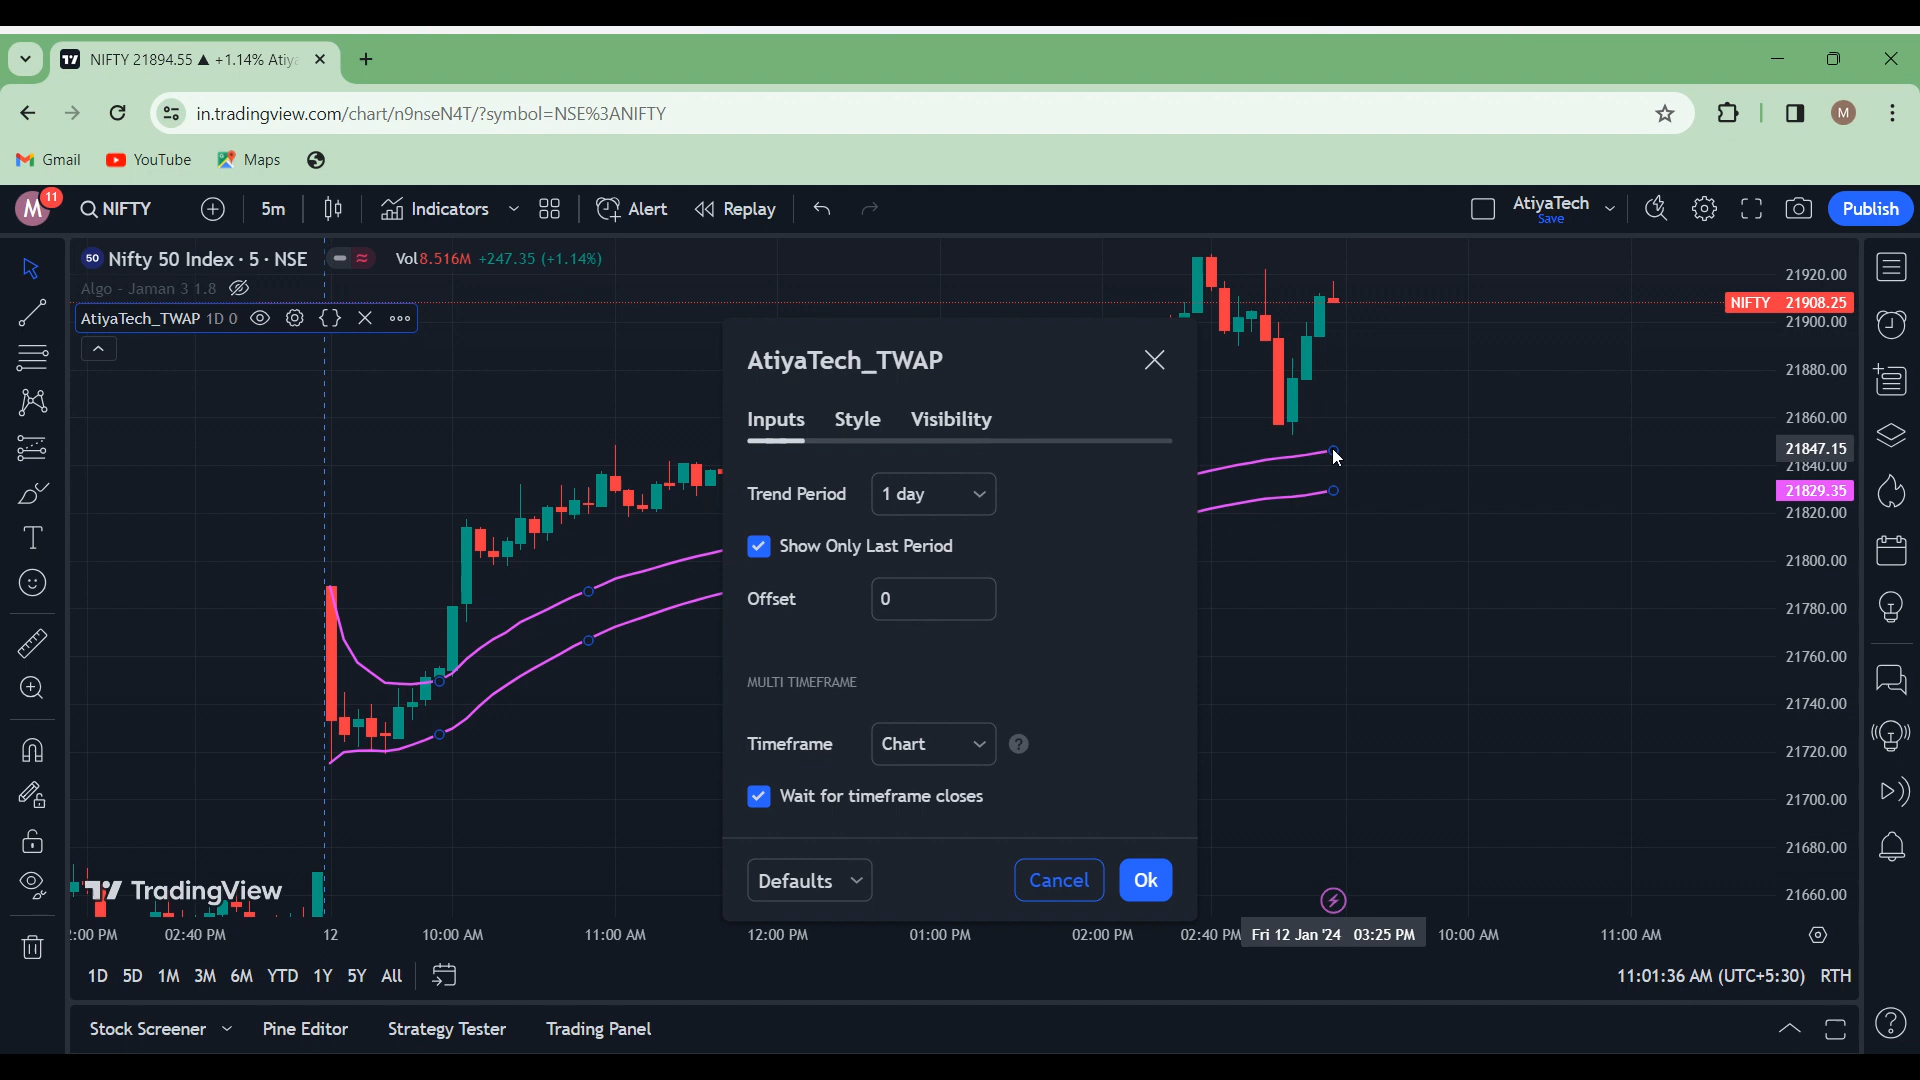 NIFTY 21894.55 ▲ +1.14% Atiy
in.tradingview.com/chart/n9nseN4T/?symbol=NSE%3ANIFTY
M
Gmail YouTube Maps
M 11 NIFTY 5m Indicators Alert Replay AtiyaTech Save Publish
50 Nifty 50 Index · 5 · NSE Vol8.516M +247.35 (+1.14%)
Algo - Jaman 3 1.8
AtiyaTech_TWAP 1D 0
21920.00
NIFTY 21908.25
21900.00
21880.00
21860.00
21847.15
21840.00
21829.35
21820.00
21800.00
21780.00
21760.00
21740.00
21720.00
21700.00
21680.00
21660.00
AtiyaTech_TWAP
Inputs Style Visibility
Trend Period 1 day
Show Only Last Period
Offset 0
MULTI TIMEFRAME
Timeframe Chart ?
Wait for timeframe closes
Defaults Cancel Ok
TradingView
:00 PM 02:40 PM 12 10:00 AM 11:00 AM 12:00 PM 01:00 PM 02:00 PM 02:40 PM Fri 12 Jan '24 03:25 PM 10:00 AM 11:00 AM
1D 5D 1M 3M 6M YTD 1Y 5Y All 11:01:36 AM (UTC+5:30) RTH
Stock Screener Pine Editor Strategy Tester Trading Panel